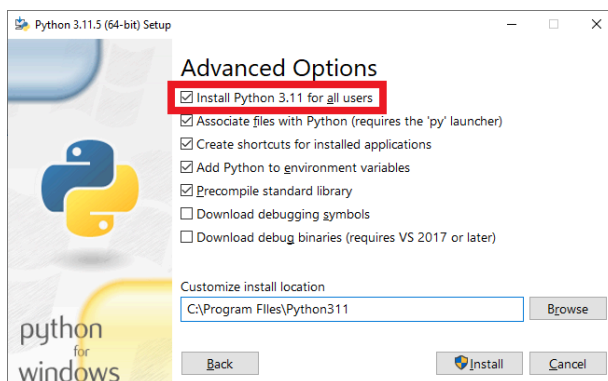 Python 3.11.5 (64-bit) Setup
Advanced Options
Install Python 3.11 for all users
Associate files with Python (requires the 'py' launcher)
Create shortcuts for installed applications
Add Python to environment variables
Precompile standard library
Download debugging symbols
Download debug binaries (requires VS 2017 or later)
Customize install location
C:\Program FIles\Python311
Browse
python
for
windows
Back
Install
Cancel